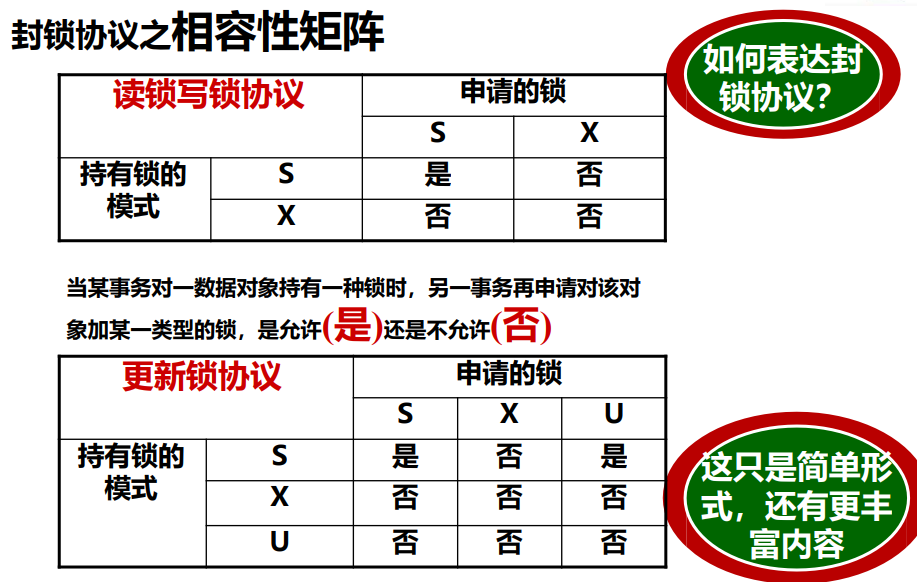 封锁协议之相容性矩阵
如何表达封
锁协议？
读锁写锁协议
申请的锁
S X
持有锁的
模式
S 是 否
X 否 否
当某事务对一数据对象持有一种锁时，另一事务再申请对该对
象加某一类型的锁，是允许(是)还是不允许(否)
更新锁协议
申请的锁
S X U
持有锁的
模式
S 是 否 是
X 否 否 否
U 否 否 否
这只是简单形
式，还有更丰
富内容